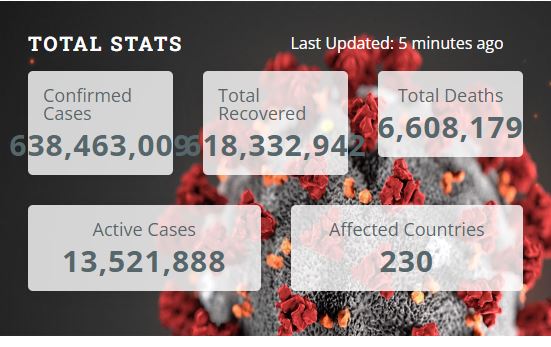 TOTAL STATS
Last Updated: 5 minutes ago
Confirmed
Cases
638,463,009
Total
Recovered
618,332,942
Total Deaths
6,608,179
Active Cases
13,521,888
Affected Countries
230